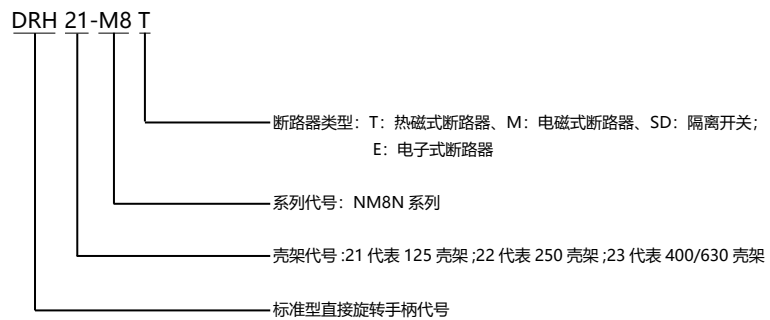 DRH 21-M8 T
断路器类型：T：热磁式断路器、M：电磁式断路器、SD：隔离开关；
E：电子式断路器
系列代号：NM8N 系列
壳架代号 :21 代表 125 壳架 ;22 代表 250 壳架 ;23 代表 400/630 壳架
标准型直接旋转手柄代号